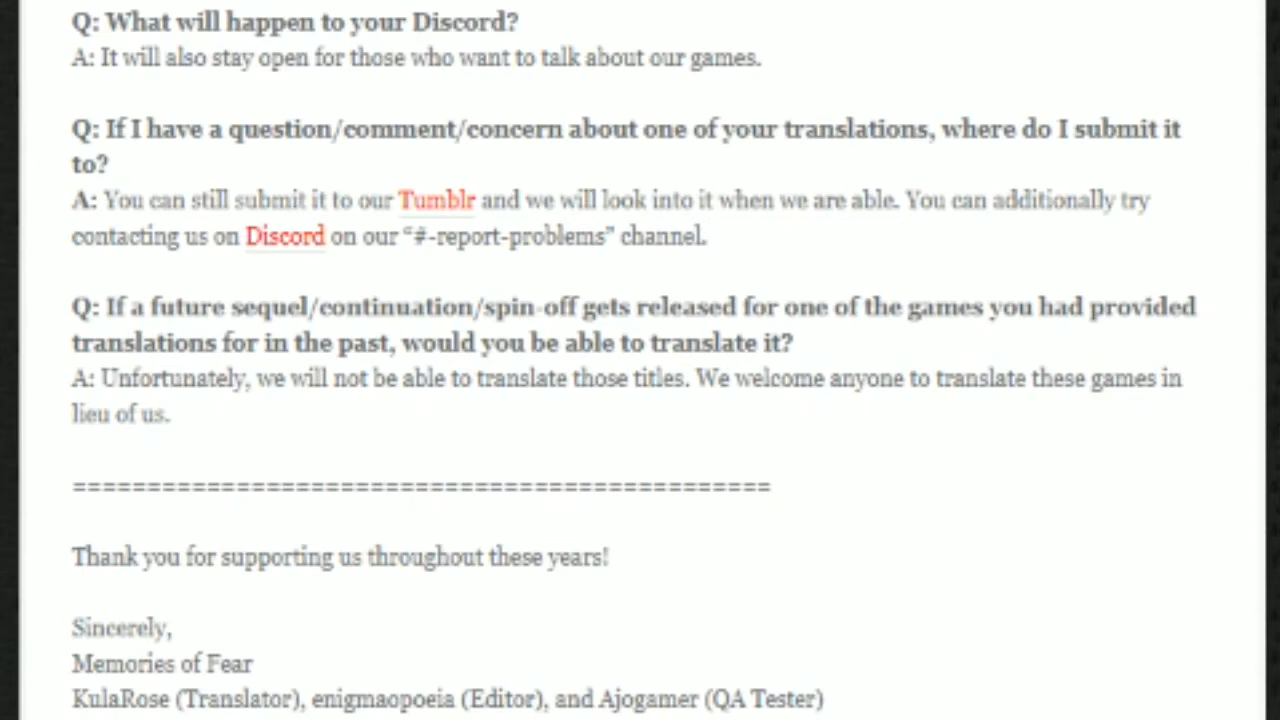 Q: What will happen to your Discord?
A: It will also stay open for those who want to talk about our games.
Q: If I have a question/comment/concern about one of your translations, where do I submit it
to?
A: You can still submit it to our Tumblr and we will look into it when we are able. You can additionally try
contacting us on Discord on our “#-report-problems” channel.
Q: If a future sequel/continuation/spin-off gets released for one of the games you had provided
translations for in the past, would you be able to translate it?
A: Unfortunately, we will not be able to translate those titles. We welcome anyone to translate these games in
lieu of us.
===============================================
Thank you for supporting us throughout these years!
Sincerely,
Memories of Fear
KulaRose (Translator), enigmaopoeia (Editor), and Ajogamer (QA Tester)